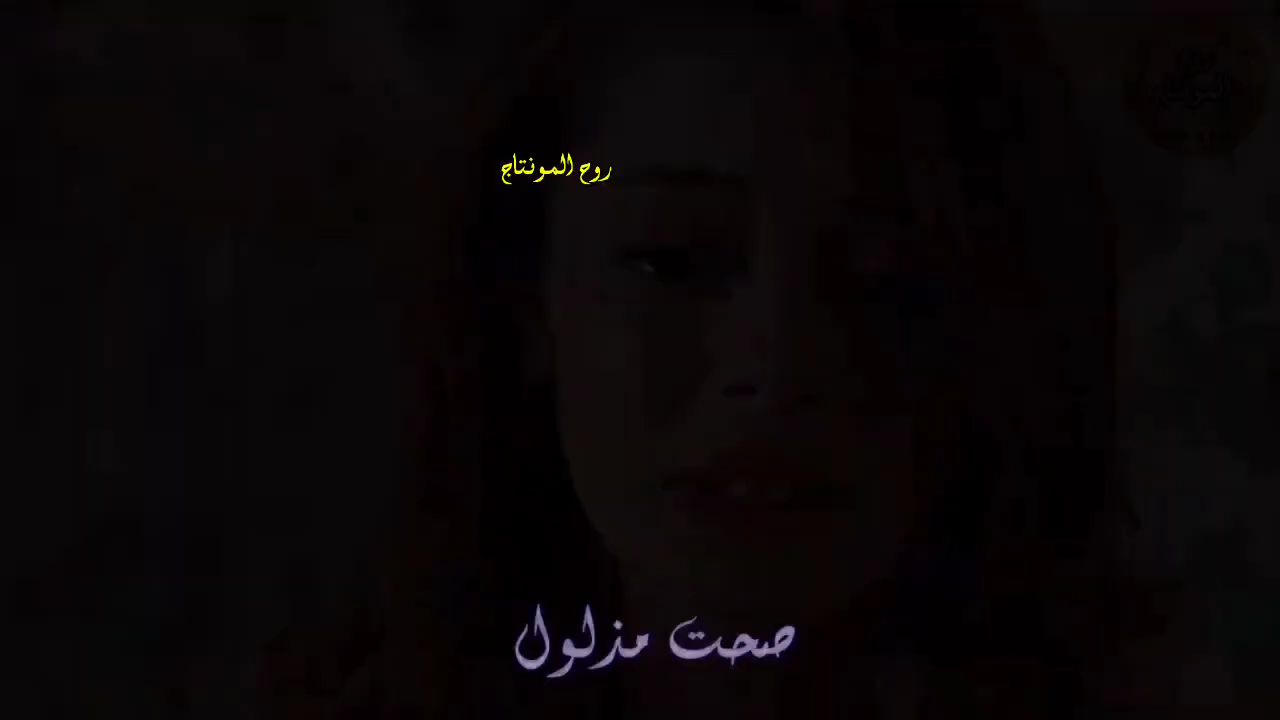 روح المونتاج
صحت مذلول